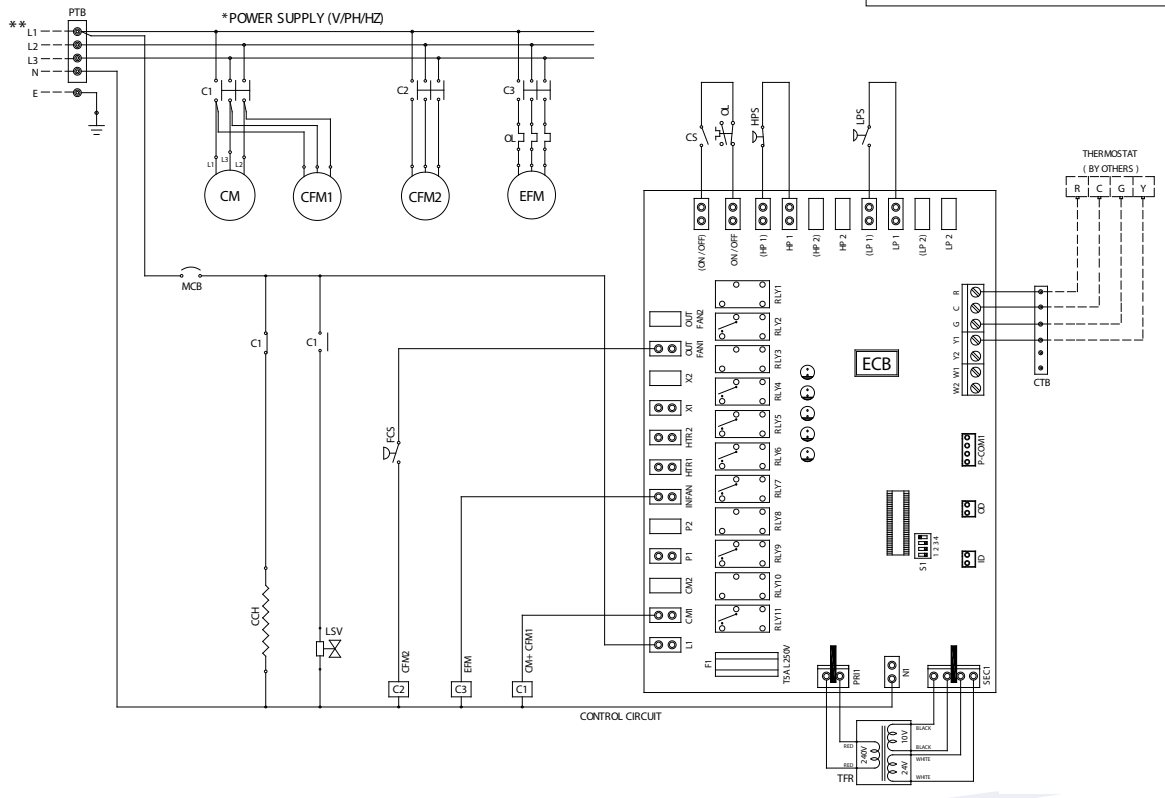 PTB
*POWER SUPPLY (V/PH/HZ)
**
L1
L2
L3
N
E
C1
C2
C3
OL
L1
L3
L2
CM
CFM1
CFM2
EFM
CS
OL
HPS
LPS
THERMOSTAT
( BY OTHERS )
R C G Y
(ON / OFF)
ON / OFF
(HP 1)
HP 1
(HP 2)
HP 2
(LP 1)
LP 1
(LP 2)
LP 2
MCB
C1
C1
FCS
CCH
LSV
CFM2
EFM
CM+ CFM1
C2
C3
C1
CONTROL CIRCUIT
OUT FAN2
OUT FAN1
X2
X1
HTR2
HTR1
INFAN
P2
P1
CM2
CM1
L1
RLY1
RLY2
RLY3
RLY4
RLY5
RLY6
RLY7
RLY8
RLY9
RLY10
RLY11
F1
T5A L250V
ECB
R
C
G
Y1
Y2
W1
W2
CTB
P-COM1
OD
ID
S1
1 2 3 4
PRI1
N1
SEC1
RED
RED
240V
10V
24V
BLACK
BLACK
WHITE
WHITE
TFR